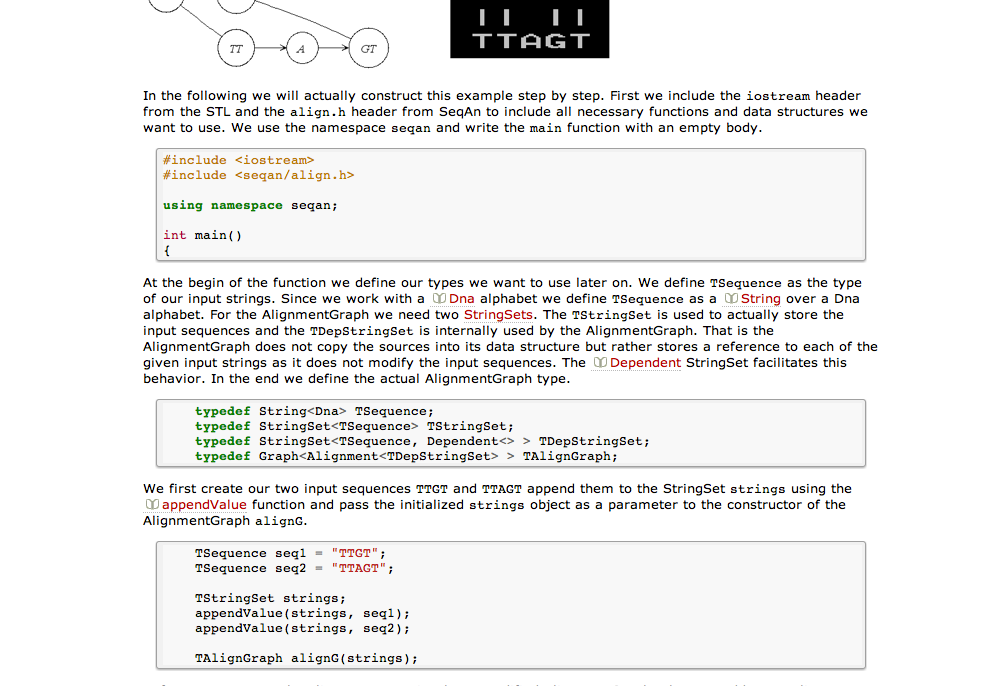 TT
A
GT
TTAGT
In the following we will actually construct this example step by step. First we include the iostream header
from the STL and the align.h header from SeqAn to include all necessary functions and data structures we
want to use. We use the namespace seqan and write the main function with an empty body.
#include <iostream>
#include <seqan/align.h>
using namespace seqan;
int main()
{
At the begin of the function we define our types we want to use later on. We define TSequence as the type
of our input strings. Since we work with a Dna alphabet we define TSequence as a String over a Dna
alphabet. For the AlignmentGraph we need two StringSets. The TStringSet is used to actually store the
input sequences and the TDepStringSet is internally used by the AlignmentGraph. That is the
AlignmentGraph does not copy the sources into its data structure but rather stores a reference to each of the
given input strings as it does not modify the input sequences. The Dependent StringSet facilitates this
behavior. In the end we define the actual AlignmentGraph type.
typedef String<Dna> TSequence;
typedef StringSet<TSequence> TStringSet;
typedef StringSet<TSequence, Dependent<> > TDepStringSet;
typedef Graph<Alignment<TDepStringSet> > TAlignGraph;
We first create our two input sequences TTGT and TTAGT append them to the StringSet strings using the
appendValue function and pass the initialized strings object as a parameter to the constructor of the
AlignmentGraph alignG.
TSequence seq1 = "TTGT";
TSequence seq2 = "TTAGT";
TStringSet strings;
appendValue(strings, seq1);
appendValue(strings, seq2);
TAlignGraph alignG(strings);